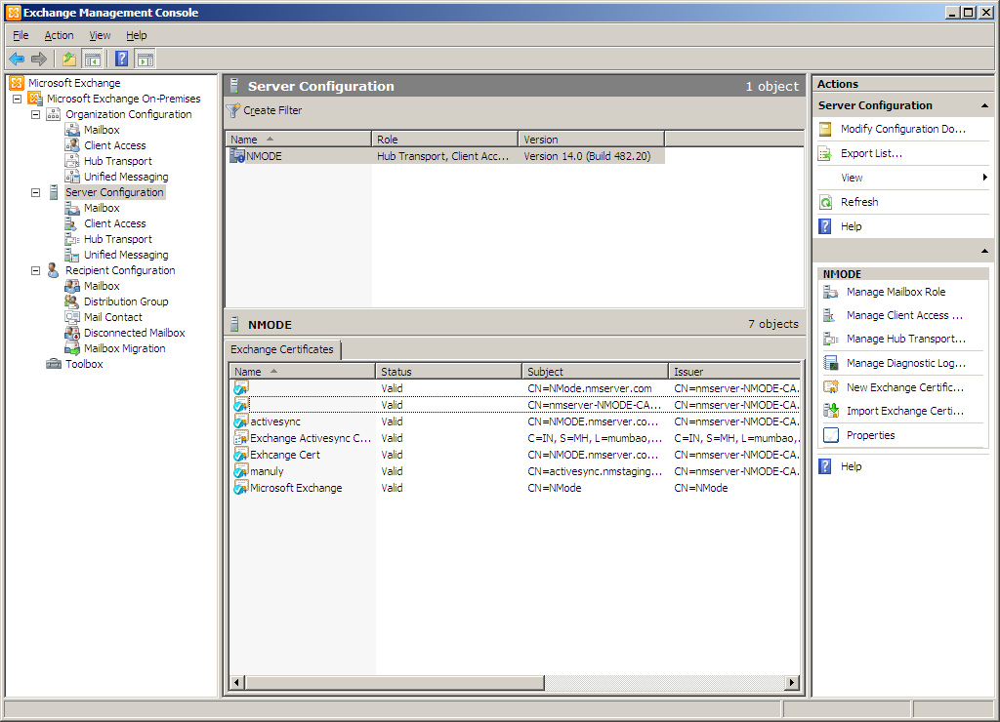 Exchange Management Console
File Action View Help
Microsoft Exchange
Microsoft Exchange On-Premises
Organization Configuration
Mailbox
Client Access
Hub Transport
Unified Messaging
Server Configuration
Mailbox
Client Access
Hub Transport
Unified Messaging
Recipient Configuration
Mailbox
Distribution Group
Mail Contact
Disconnected Mailbox
Mailbox Migration
Toolbox
Server Configuration 1 object
Create Filter
Name Role Version
NMODE Hub Transport, Client Acc... Version 14.0 (Build 482.20)
NMODE 7 objects
Exchange Certificates
Name Status Subject Issuer
Valid CN=NMode.nmserver.com CN=nmserver-NMODE-CA.
Valid CN=nmserver-NMODE-CA... CN=nmserver-NMODE-CA.
activesync Valid CN=NMODE.nmserver.co... CN=nmserver-NMODE-CA.
Exchange Activesync C... Valid C=IN, S=MH, L=mumbao,... C=IN, S=MH, L=mumbao,.
Exhcange Cert Valid CN=NMODE.nmserver.co... CN=nmserver-NMODE-CA.
manuly Valid CN=activesync.nmstaging... CN=nmserver-NMODE-CA.
Microsoft Exchange Valid CN=NMode CN=NMode
Actions
Server Configuration
Modify Configuration Do...
Export List...
View
Refresh
Help
NMODE
Manage Mailbox Role
Manage Client Access ...
Manage Hub Transport...
Manage Diagnostic Log...
New Exchange Certific...
Import Exchange Certi...
Properties
Help